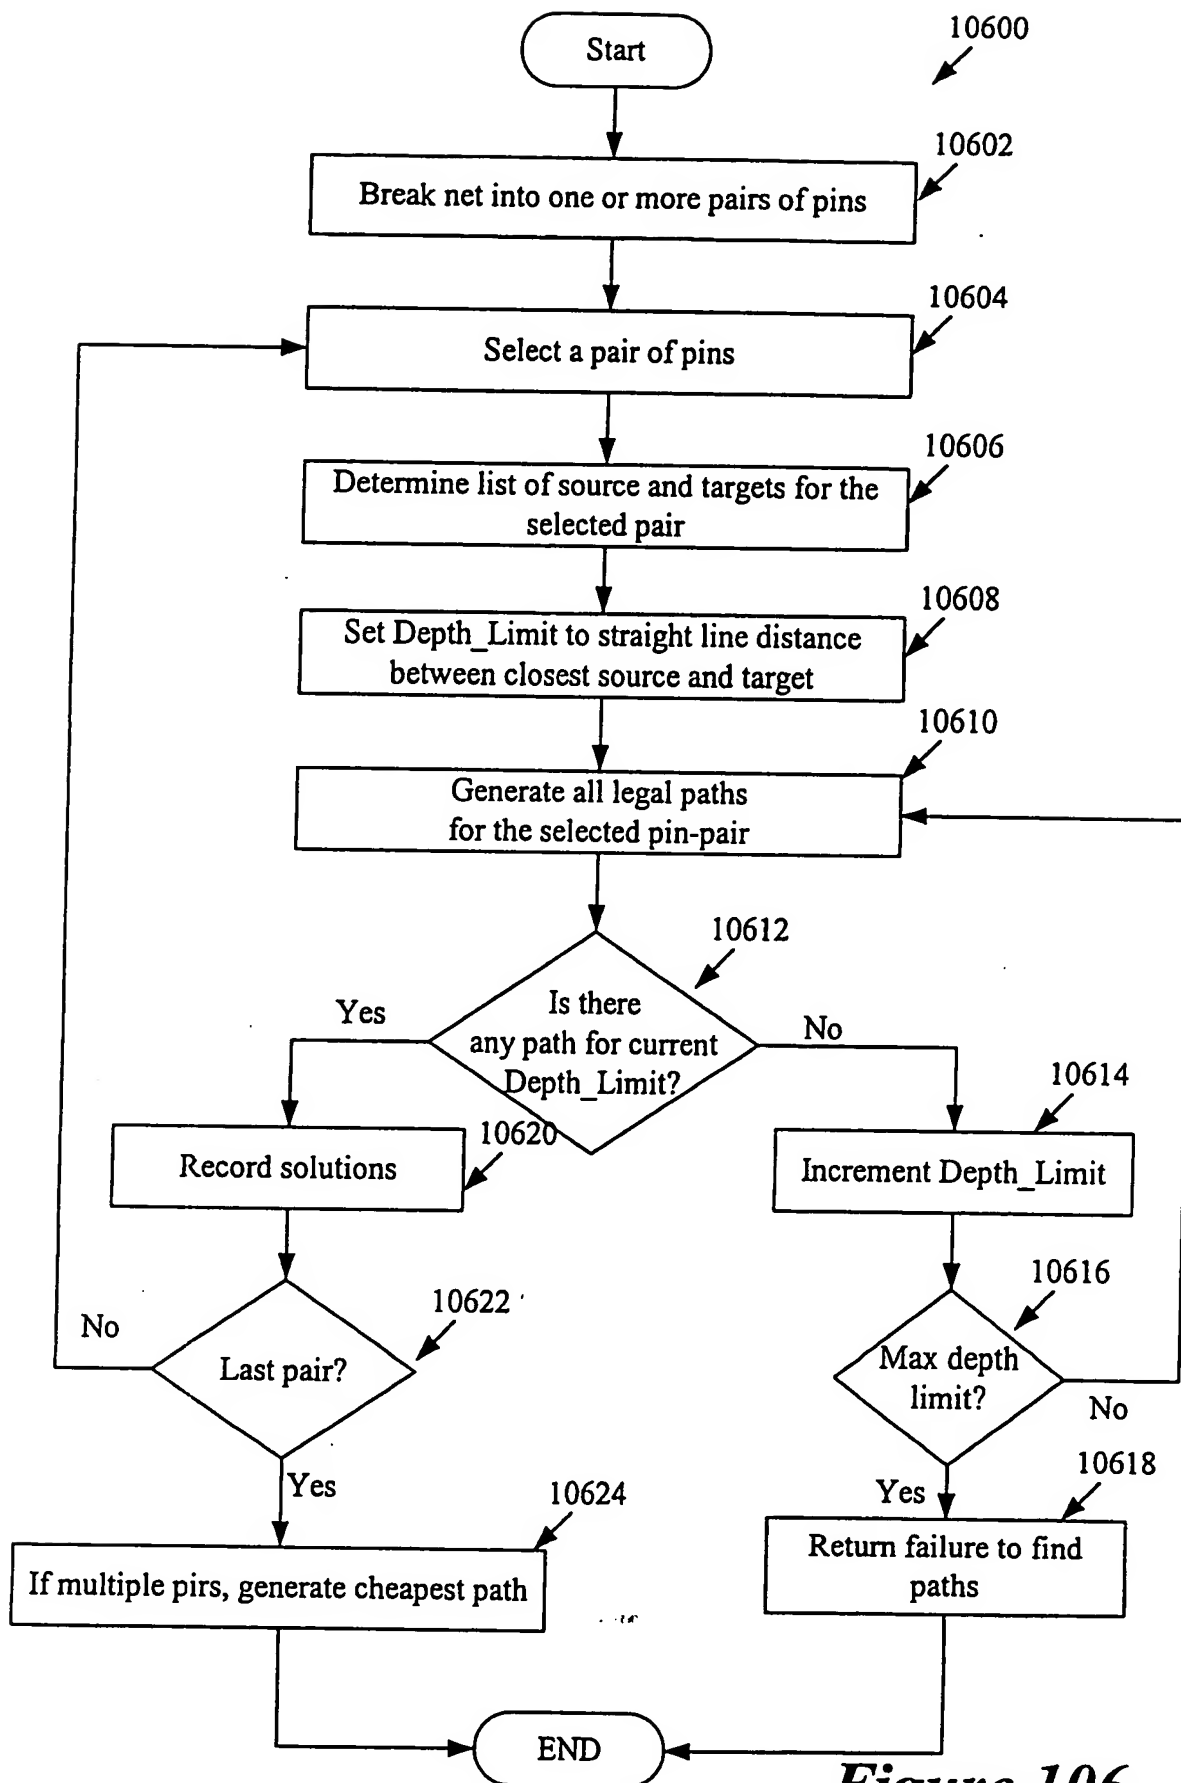 Start
10600
10602
Break net into one or more pairs of pins
10604
Select a pair of pins
10606
Determine list of source and targets for the
selected pair
10608
Set Depth_Limit to straight line distance
between closest source and target
10610
Generate all legal paths
for the selected pin-pair
10612
Is there
any path for current
Depth_Limit?
Yes
No
10614
10620
Record solutions
Increment Depth_Limit
10616
10622
No
Last pair?
Max depth
limit?
No
Yes
10624
Yes
10618
If multiple pirs, generate cheapest path
Return failure to find
paths
END
Figure 106